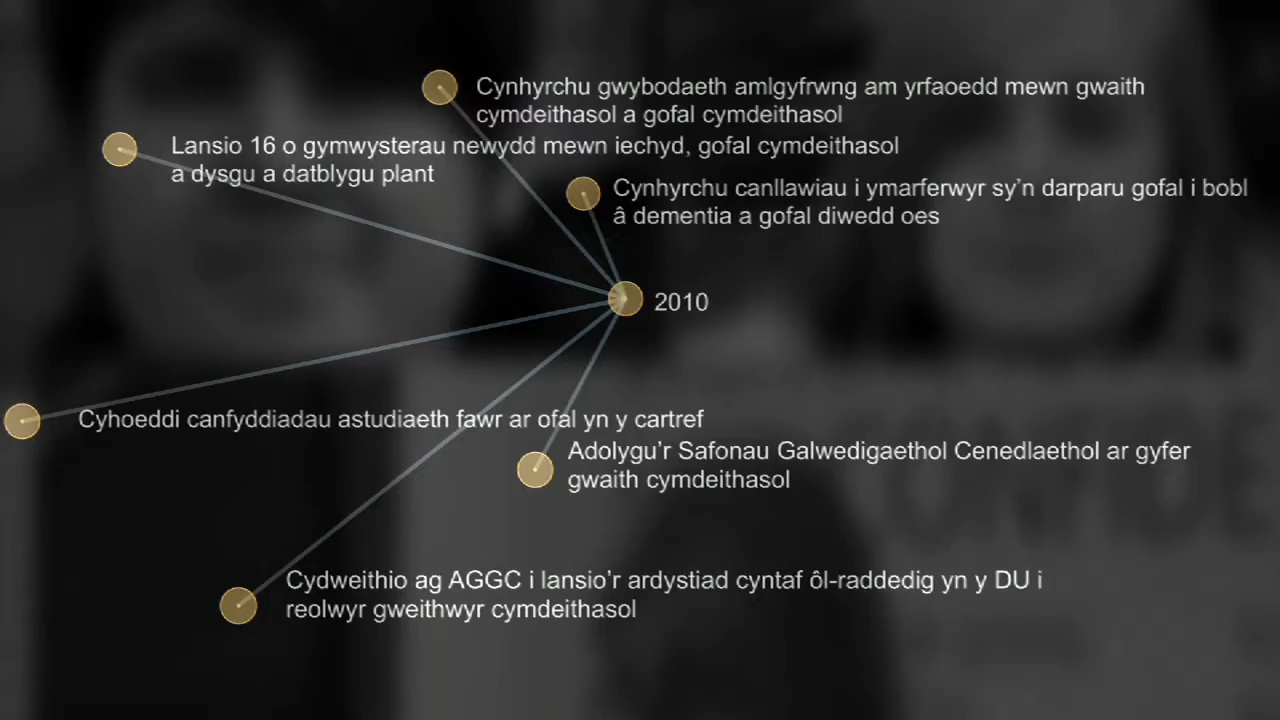 Cynhyrchu gwybodaeth amlgyfrwng am yrfaoedd mewn gwaith
cymdeithasol a gofal cymdeithasol
Lansio 16 o gymwysterau newydd mewn iechyd, gofal cymdeithasol
a dysgu a datblygu plant
Cynhyrchu canllawiau i ymarferwyr sy’n darparu gofal i bobl
â dementia a gofal diwedd oes
2010
Cyhoeddi canfyddiadau astudiaeth fawr ar ofal yn y cartref
Adolygu’r Safonau Galwedigaethol Cenedlaethol ar gyfer
gwaith cymdeithasol
Cydweithio ag AGGC i lansio’r ardystiad cyntaf ôl-raddedig yn y DU i
reolwyr gweithwyr cymdeithasol